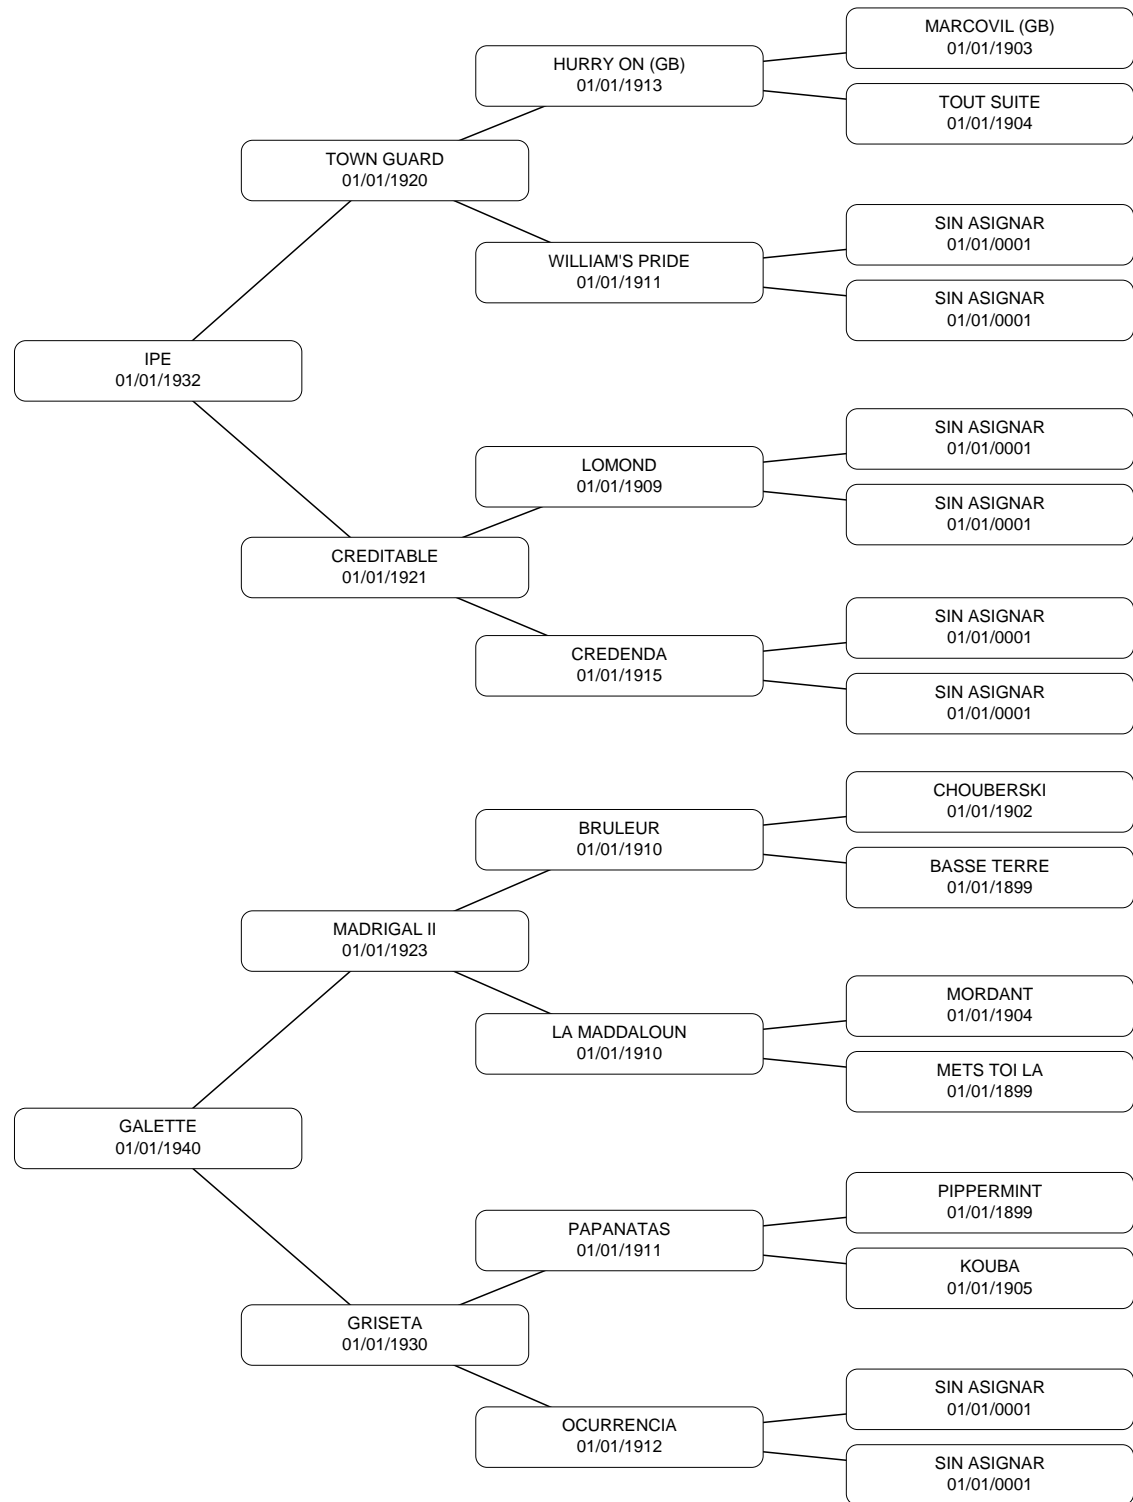 MARCOVIL (GB)
01/01/1903
HURRY ON (GB)
01/01/1913
TOUT SUITE
01/01/1904
TOWN GUARD
01/01/1920
SIN ASIGNAR
01/01/0001
WILLIAM'S PRIDE
01/01/1911
SIN ASIGNAR
01/01/0001
IPE
01/01/1932
SIN ASIGNAR
01/01/0001
LOMOND
01/01/1909
SIN ASIGNAR
01/01/0001
CREDITABLE
01/01/1921
SIN ASIGNAR
01/01/0001
CREDENDA
01/01/1915
SIN ASIGNAR
01/01/0001
CHOUBERSKI
01/01/1902
BRULEUR
01/01/1910
BASSE TERRE
01/01/1899
MADRIGAL II
01/01/1923
MORDANT
01/01/1904
LA MADDALOUN
01/01/1910
METS TOI LA
01/01/1899
GALETTE
01/01/1940
PIPPERMINT
01/01/1899
PAPANATAS
01/01/1911
KOUBA
01/01/1905
GRISETA
01/01/1930
SIN ASIGNAR
01/01/0001
OCURRENCIA
01/01/1912
SIN ASIGNAR
01/01/0001